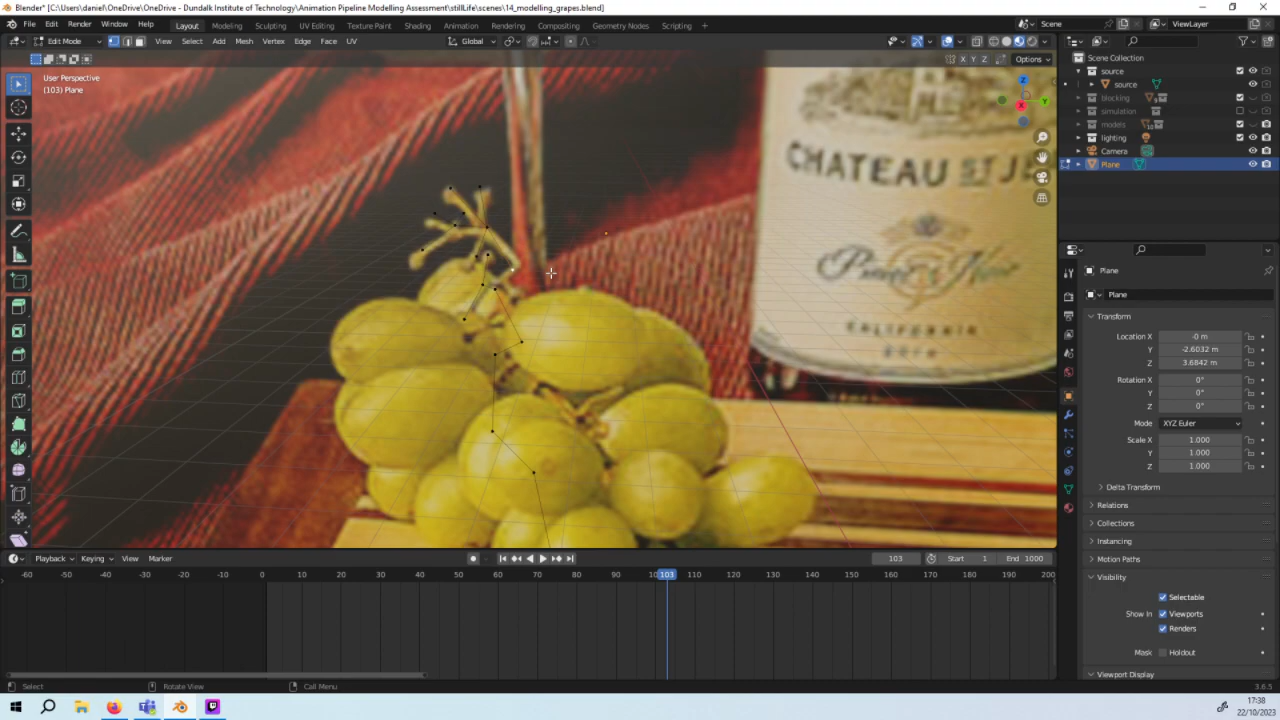 Blender* [C:\Users\daniel\OneDrive\OneDrive - Dundalk Institute of Technology\Animation Pipeline Modelling Assessment\stillLife\scenes\14_modelling_grapes.blend]
File Edit Render Window Help Layout Modeling Sculpting UV Editing Texture Paint Shading Animation Rendering Compositing Geometry Nodes Scripting + Scene ViewLayer
Edit Mode View Select Add Mesh Vertex Edge Face UV Global
X Y Z Options
User Perspective
(103) Plane
Z
Y
X
CHATEAU ST JE
Pinot Noir
CALIFORNIA
Scene Collection
source
source
blocking
simulation
models
lighting
Camera
Plane
Plane
Plane
Transform
Location X -0 m
Y -2.6032 m
Z 3.6842 m
Rotation X 0°
Y 0°
Z 0°
Mode XYZ Euler
Scale X 1.000
Y 1.000
Z 1.000
Delta Transform
Relations
Collections
Instancing
Motion Paths
Visibility
Selectable
Show In Viewports
Renders
Mask Holdout
Viewport Display
Playback Keying View Marker 103 Start 1 End 1000
-60 -50 -40 -30 -20 -10 0 10 20 30 40 50 60 70 80 90 103 110 120 130 140 150 160 170 180 190 200
Select Rotate View Call Menu 3.6.5
17:38
22/10/2023